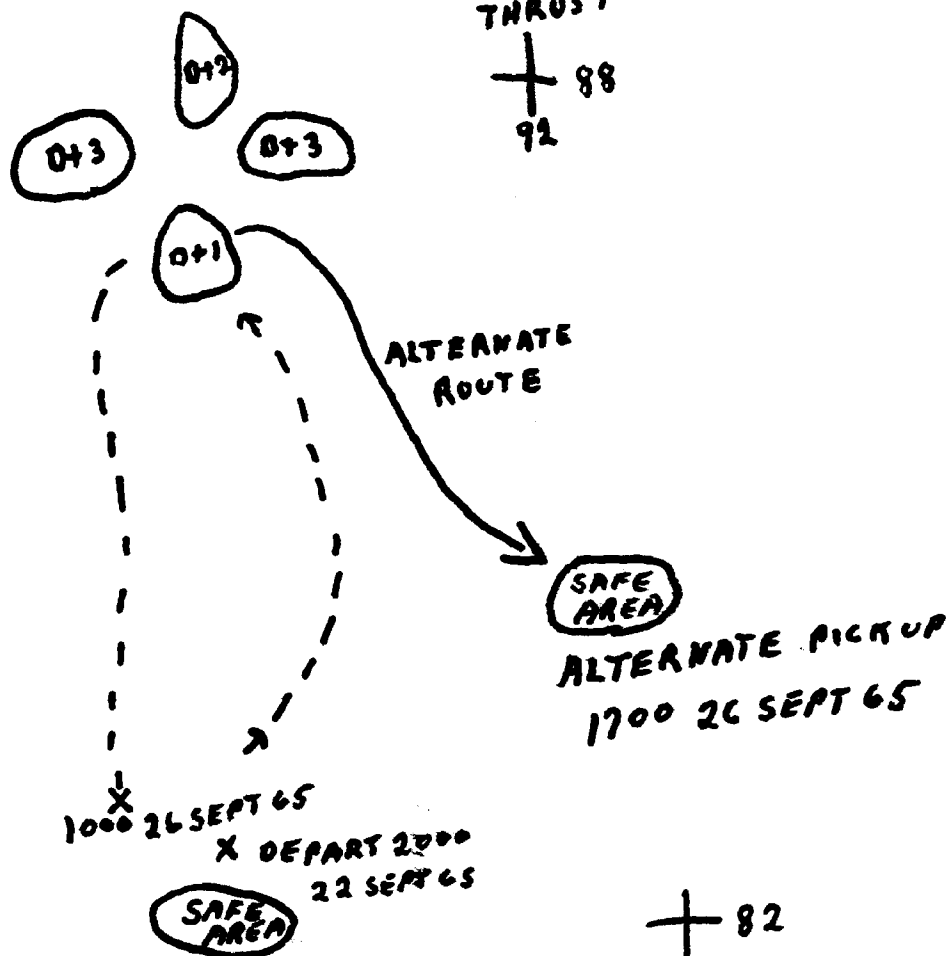 THRUST
88
92
D+2
D+3
D+3
D+1
ALTERNATE
ROUTE
SAFE
AREA
ALTERNATE PICKUP
1700 26 SEPT 65
1000 26 SEPT 65
X DEPART 2000
22 SEPT 65
SAFE
AREA
82